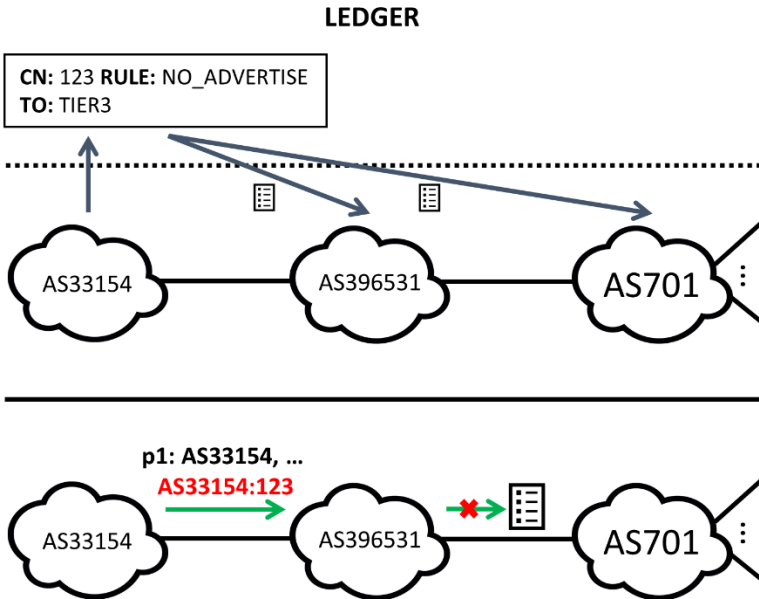 LEDGER
CN: 123 RULE: NO_ADVERTISE
TO: TIER3
AS33154
AS396531
AS701
p1: AS33154, ...
AS33154:123
AS33154
AS396531
AS701